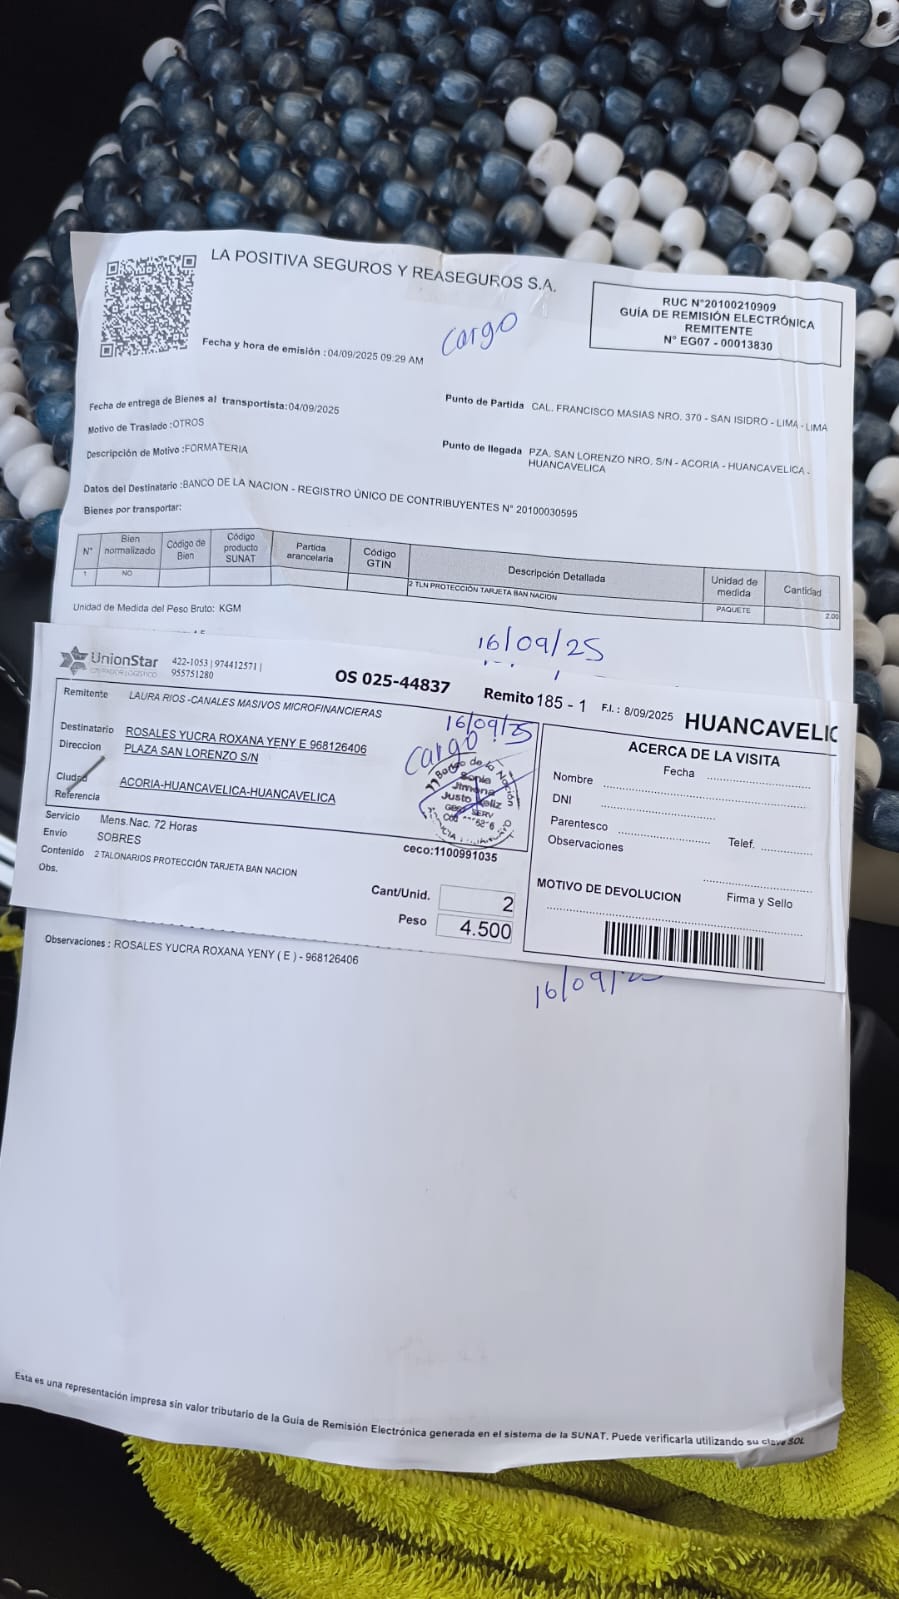 LA POSITIVA SEGUROS Y REASEGUROS S.A.
RUC N°20100210909
GUÍA DE REMISIÓN ELECTRÓNICA
REMITENTE
N° EG07 - 00013830
cargo
Fecha y hora de emisión :04/09/2025 09:29 AM
Fecha de entrega de Bienes al transportista:04/09/2025
Punto de Partida CAL. FRANCISCO MASIAS NRO. 370 - SAN ISIDRO - LIMA - LIMA
Motivo de Traslado :OTROS
Descripción de Motivo :FORMATERIA
Punto de llegada PZA. SAN LORENZO NRO. S/N - ACORIA - HUANCAVELICA -
HUANCAVELICA
Datos del Destinatario :BANCO DE LA NACION - REGISTRO ÚNICO DE CONTRIBUYENTES N° 20100030595
Bienes por transportar:
N° Bien normalizado Código de Bien Código producto SUNAT Partida arancelaria Código GTIN Descripción Detallada Unidad de medida Cantidad
1 NO 2 TLN PROTECCIÓN TARJETA BAN NACION PAQUETE 2.00
Unidad de Medida del Peso Bruto: KGM
16/09/25
UnionStar
OPERADOR LOGISTICO
422-1053 | 974412571 |
955751280
OS 025-44837
Remito 185 - 1
F.I. : 8/09/2025
HUANCAVELIC
Remitente LAURA RIOS -CANALES MASIVOS MICROFINANCIERAS
16/09/25
cargo
Destinatario ROSALES YUCRA ROXANA YENY E 968126406
Direccion PLAZA SAN LORENZO S/N
Ciudad ACORIA-HUANCAVELICA-HUANCAVELICA
Referencia
Banco de la Nación
Sonia
Jimena
Justo
SERV
Servicio Mens.Nac. 72 Horas
Envío SOBRES
Contenido 2 TALONARIOS PROTECCIÓN TARJETA BAN NACION
Obs.
ceco:1100991035
Cant/Unid. 2
Peso 4.500
ACERCA DE LA VISITA
Fecha
Nombre
DNI
Parentesco
Telef.
Observaciones
MOTIVO DE DEVOLUCION
Firma y Sello
Observaciones : ROSALES YUCRA ROXANA YENY ( E ) - 968126406
16/09/25
Esta es una representación impresa sin valor tributario de la Guía de Remisión Electrónica generada en el sistema de la SUNAT. Puede verificarla utilizando su clave SOL